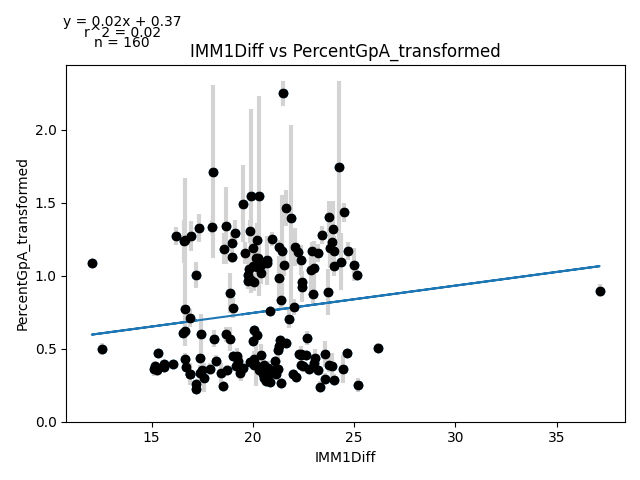 y = 0.02x + 0.37
r^2 = 0.02
n = 160
IMM1Diff vs PercentGpA_transformed
PercentGpA_transformed
2.0
1.5
1.0
0.5
0.0
15 20 25 30 35
IMM1Diff